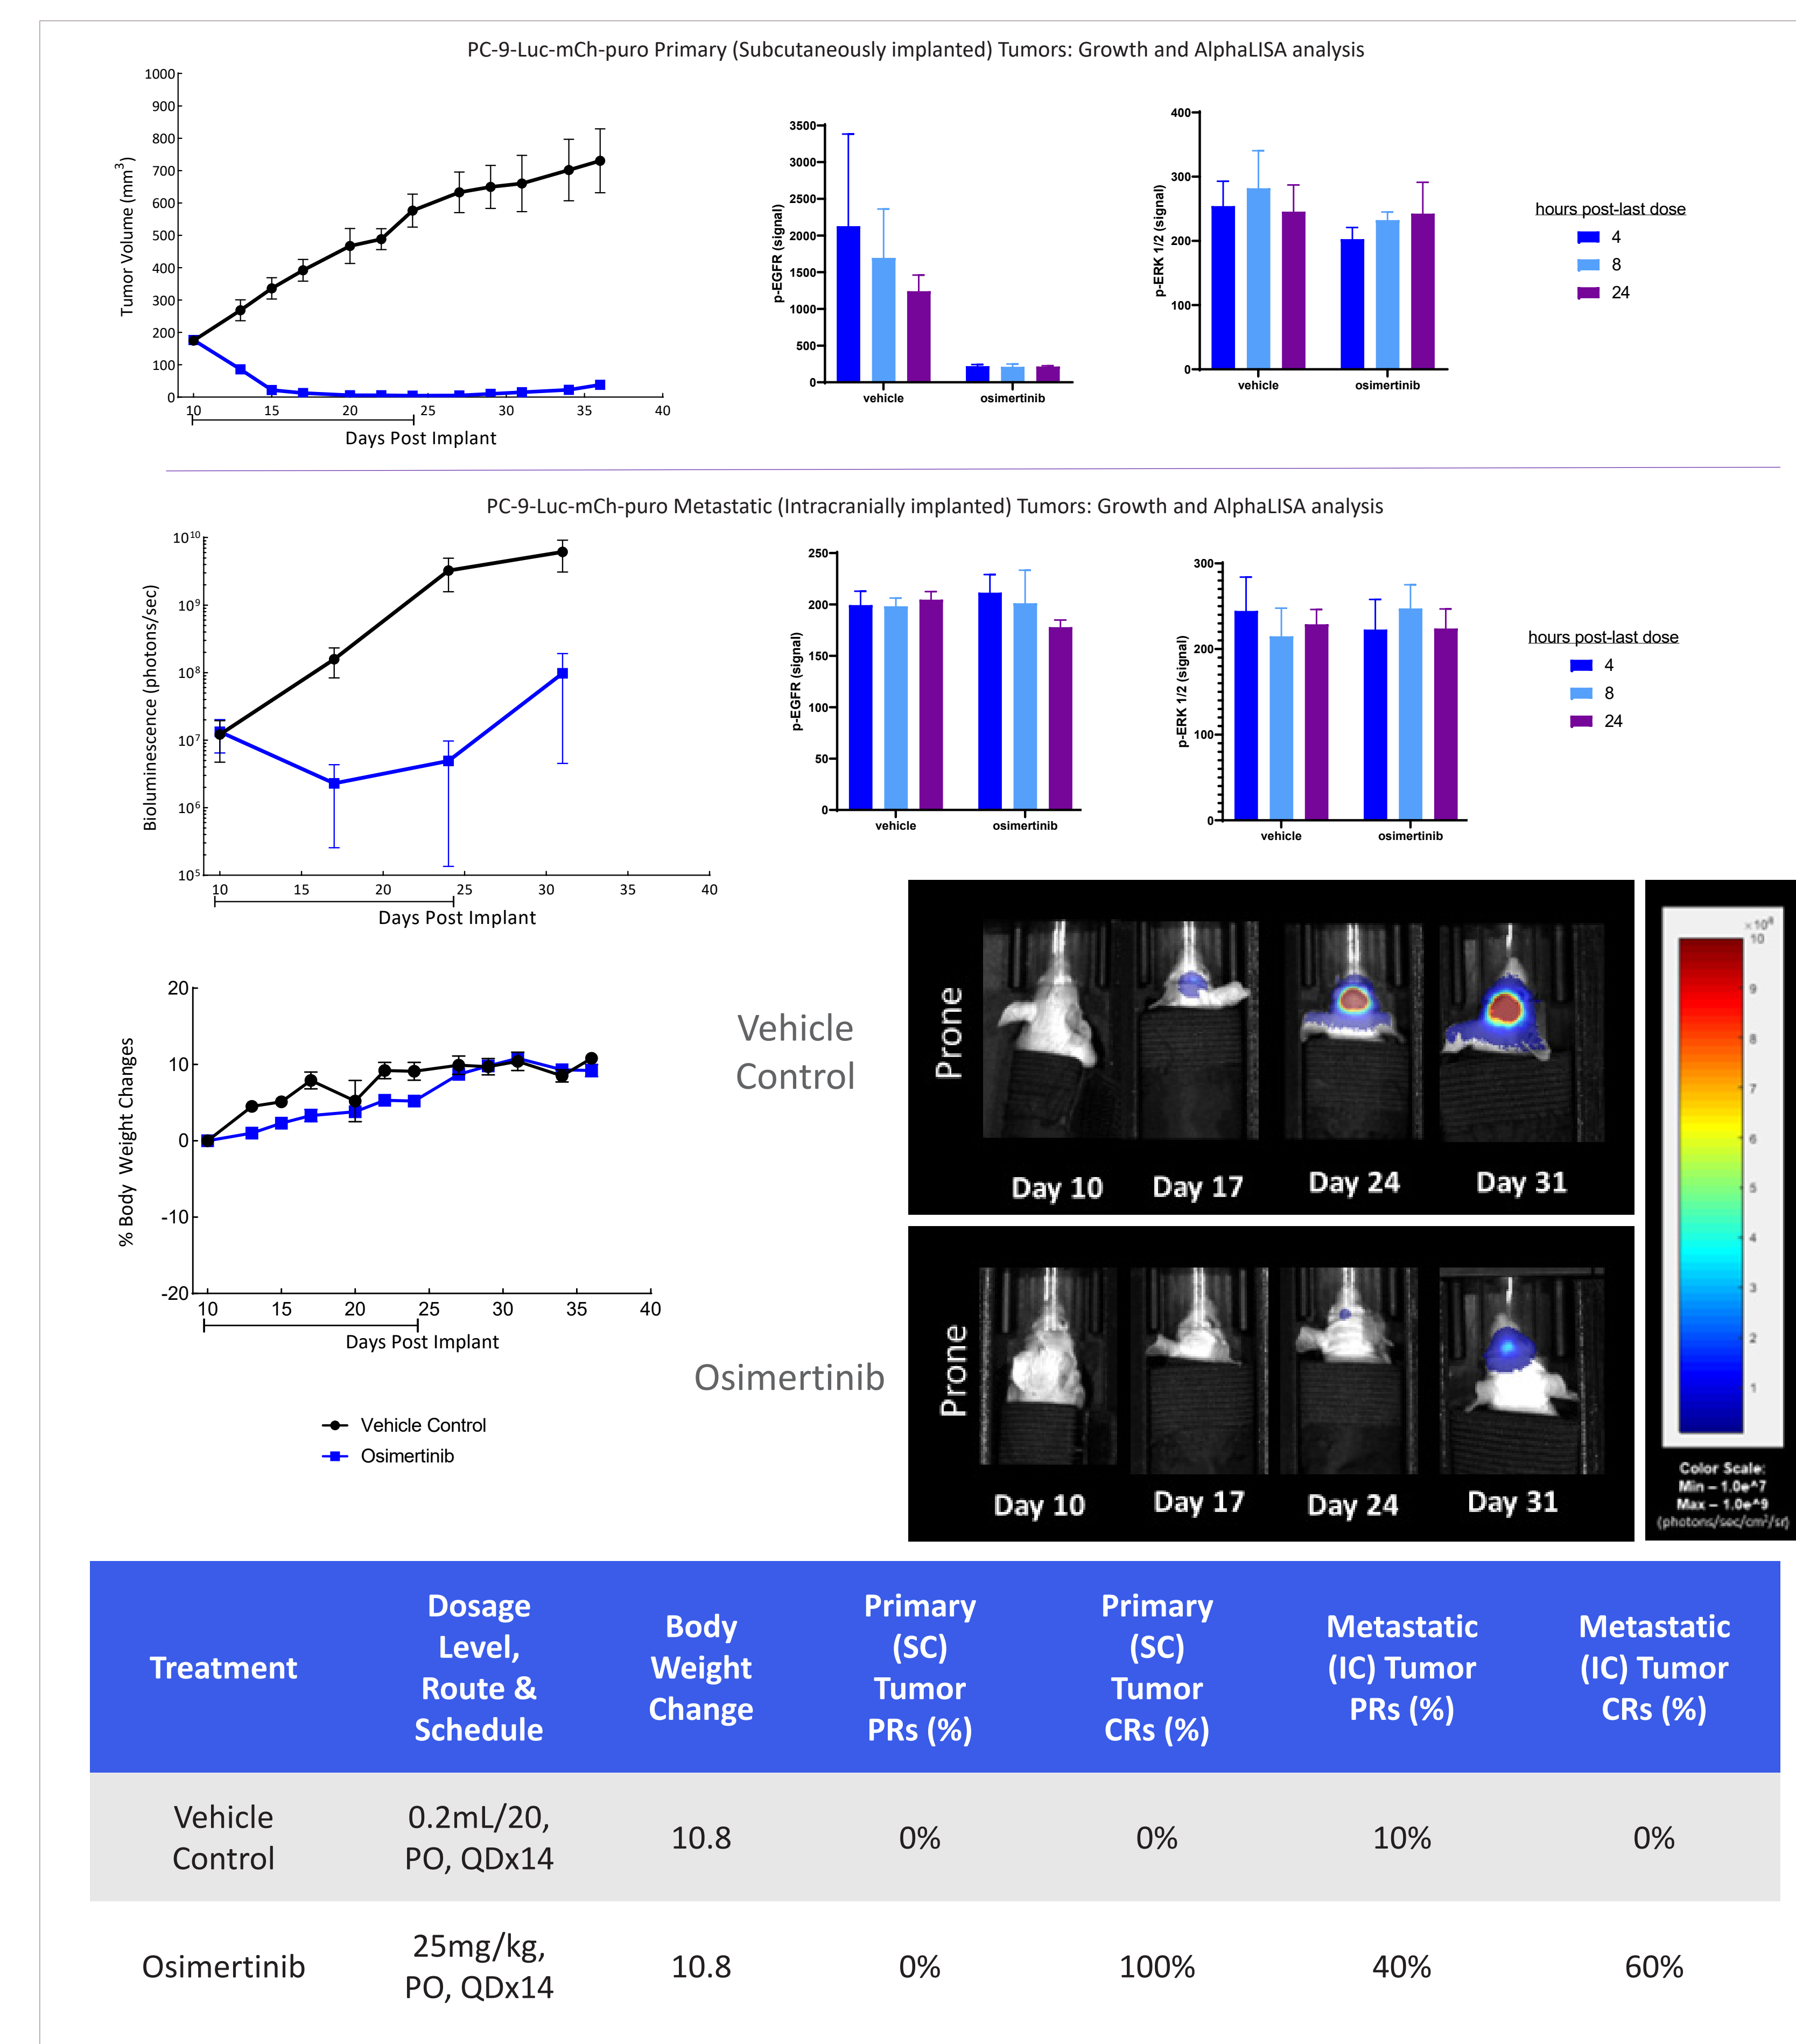 PC-9-Luc-mCh-puro Primary (Subcutaneously implanted) Tumors: Growth and AlphaLISA analysis
Tumor Volume (mm3)
1000
900
800
700
600
500
400
300
200
100
0
10 15 20 25 30 35 40
Days Post Implant
p-EGFR (signal)
3500
3000
2500
2000
1500
1000
500
0
vehicle osimertinib
p-ERK 1/2 (signal)
400
300
200
100
0
vehicle osimertinib
hours post-last dose
4
8
24
PC-9-Luc-mCh-puro Metastatic (Intracranially implanted) Tumors: Growth and AlphaLISA analysis
Bioluminescence (photons/sec)
10^10
10^9
10^8
10^7
10^6
10^5
10 15 20 25 30 35 40
Days Post Implant
p-EGFR (signal)
250
200
150
100
50
0
vehicle osimertinib
p-ERK 1/2 (signal)
300
200
100
0
vehicle osimertinib
hours post-last dose
4
8
24
% Body Weight Changes
20
10
0
-10
-20
10 15 20 25 30 35 40
Days Post Implant
Vehicle Control
Osimertinib
Vehicle
Control
Prone
Day 10 Day 17 Day 24 Day 31
Osimertinib
Prone
Day 10 Day 17 Day 24 Day 31
10
9
8
7
6
5
4
3
2
1
Color Scale:
Min – 1.0e^7
Max – 1.0e^9
(photons/sec/cm²/sr)
Treatment
Dosage
Level,
Route &
Schedule
Body
Weight
Change
Primary
(SC)
Tumor
PRs (%)
Primary
(SC)
Tumor
CRs (%)
Metastatic
(IC) Tumor
PRs (%)
Metastatic
(IC) Tumor
CRs (%)
Vehicle
Control
0.2mL/20,
PO, QDx14
10.8
0%
0%
10%
0%
Osimertinib
25mg/kg,
PO, QDx14
10.8
0%
100%
40%
60%